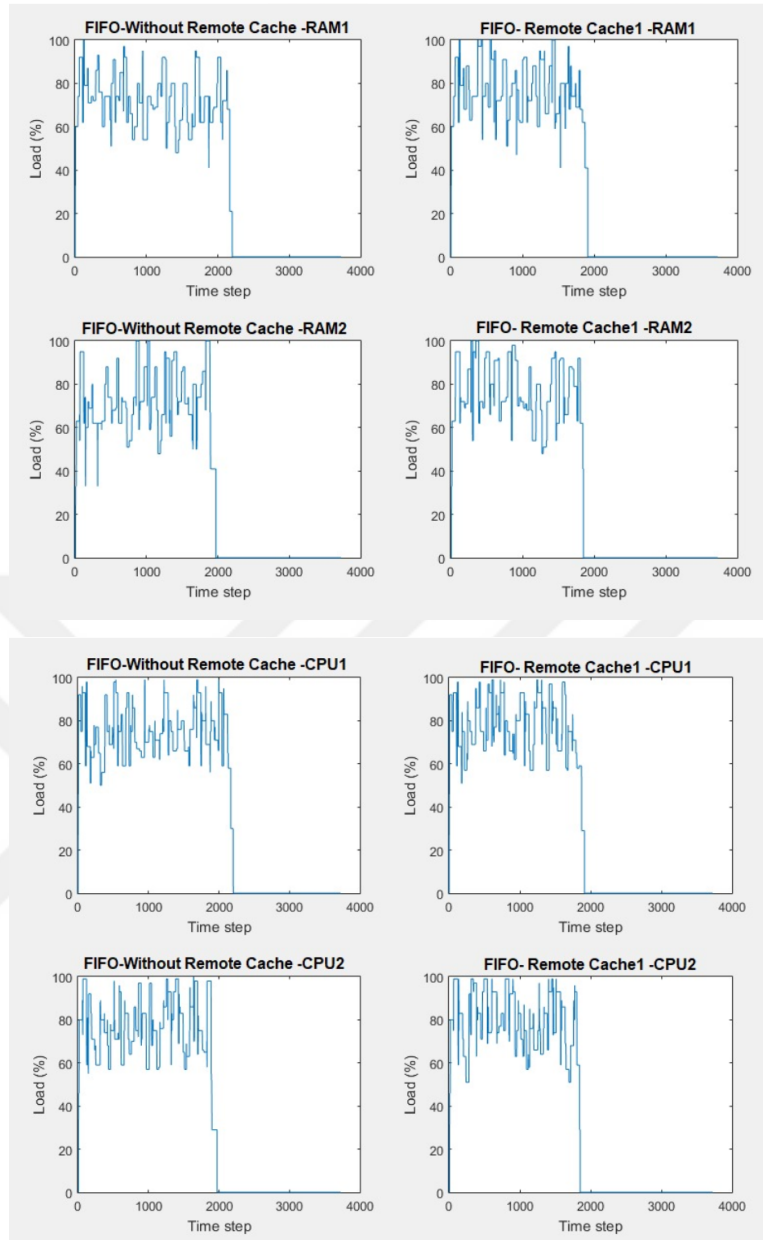 FIFO-Without Remote Cache -RAM1
100
80
60
40
20
0
Load (%)
0 1000 2000 3000 4000
Time step
FIFO- Remote Cache1 -RAM1
100
80
60
40
20
0
Load (%)
0 1000 2000 3000 4000
Time step
FIFO-Without Remote Cache -RAM2
100
80
60
40
20
0
Load (%)
0 1000 2000 3000 4000
Time step
FIFO- Remote Cache1 -RAM2
100
80
60
40
20
0
Load (%)
0 1000 2000 3000 4000
Time step
FIFO-Without Remote Cache -CPU1
100
80
60
40
20
0
Load (%)
0 1000 2000 3000 4000
Time step
FIFO- Remote Cache1 -CPU1
100
80
60
40
20
0
Load (%)
0 1000 2000 3000 4000
Time step
FIFO-Without Remote Cache -CPU2
100
80
60
40
20
0
Load (%)
0 1000 2000 3000 4000
Time step
FIFO- Remote Cache1 -CPU2
100
80
60
40
20
0
Load (%)
0 1000 2000 3000 4000
Time step